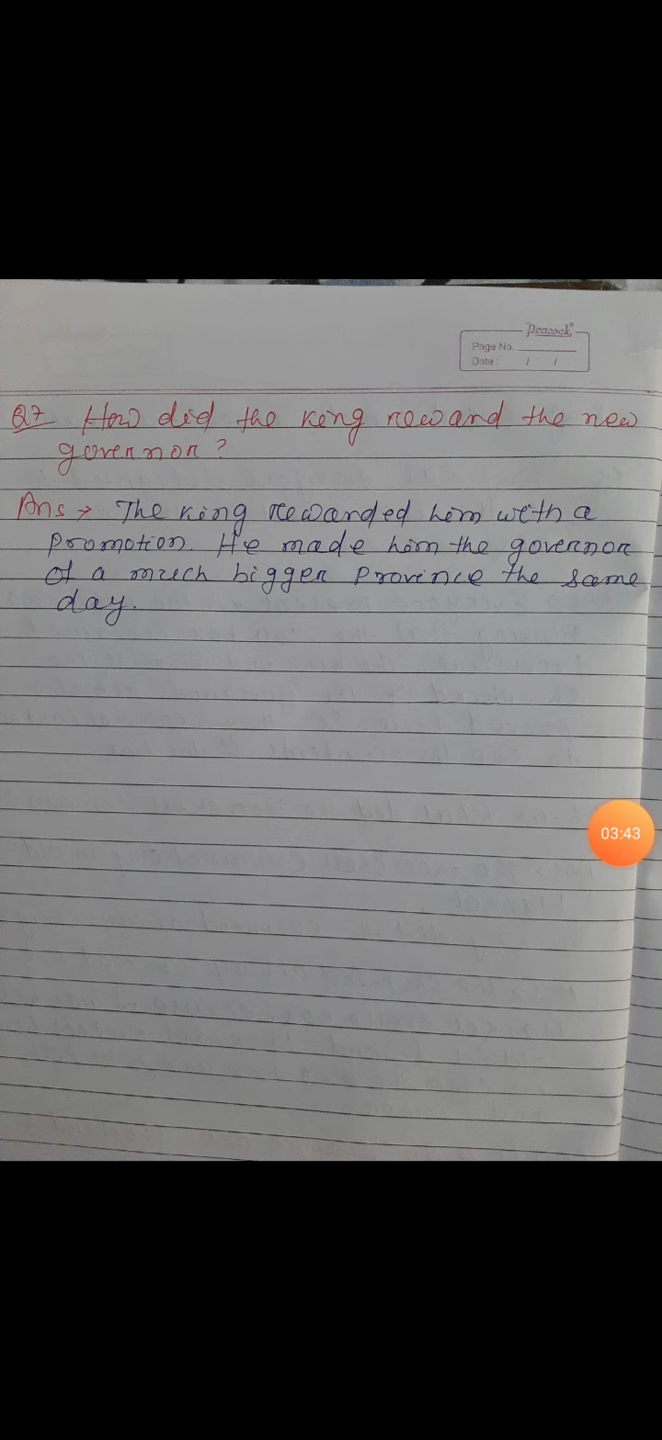 Peacock
Page No.
Date : / /
Q7 How did the king reward the new
governor?
Ans → The king rewarded him with a
promotion. He made him the governor
of a much bigger province the same
day.
03:43